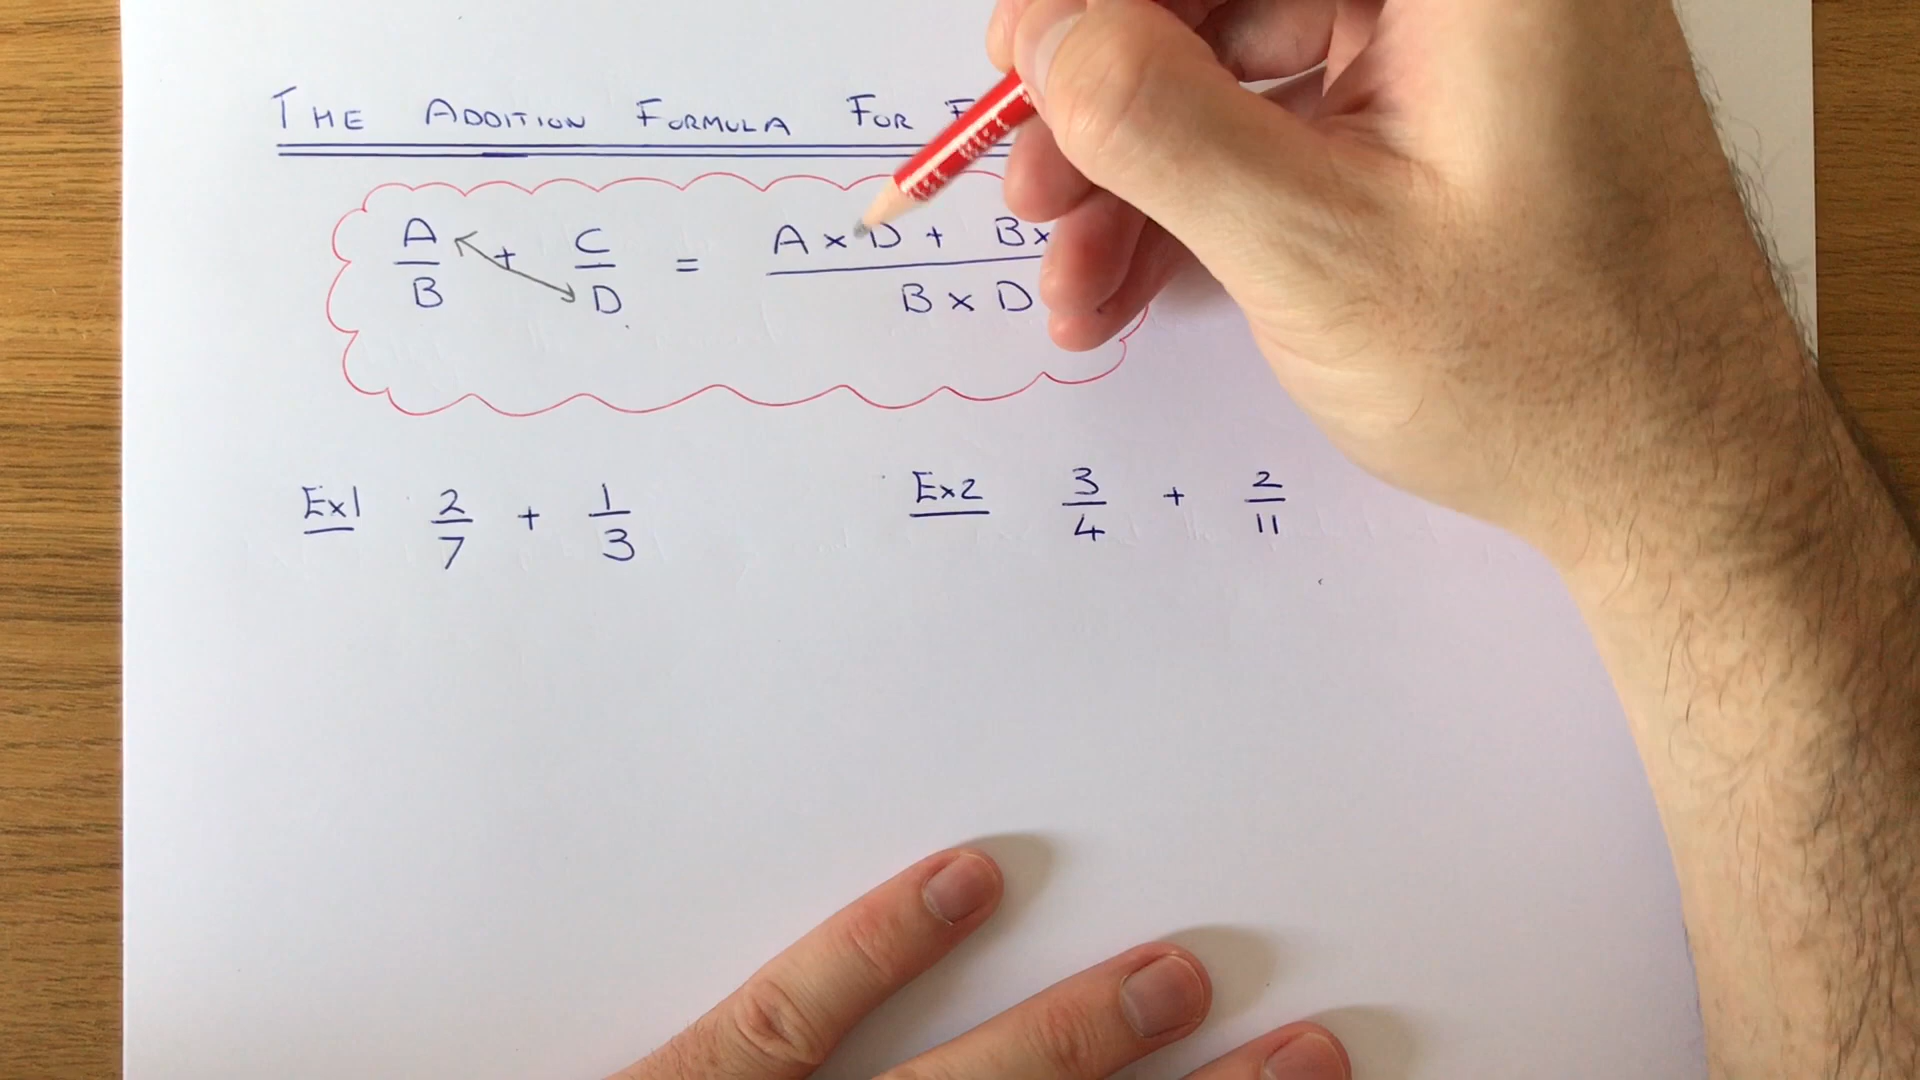 THE ADDITION FORMULA FOR
A/B + C/D = A × D + B × / B × D
Ex1 2/7 + 1/3
Ex2 3/4 + 2/11